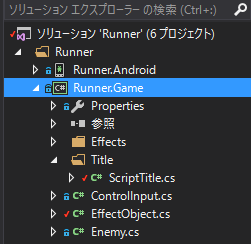 ソリューション エクスプローラー の検索 (Ctrl+:)
ソリューション 'Runner' (6 プロジェクト)
Runner
Runner.Android
C# Runner.Game
Properties
参照
Effects
Title
C# ScriptTitle.cs
C# ControlInput.cs
C# EffectObject.cs
C# Enemy.cs